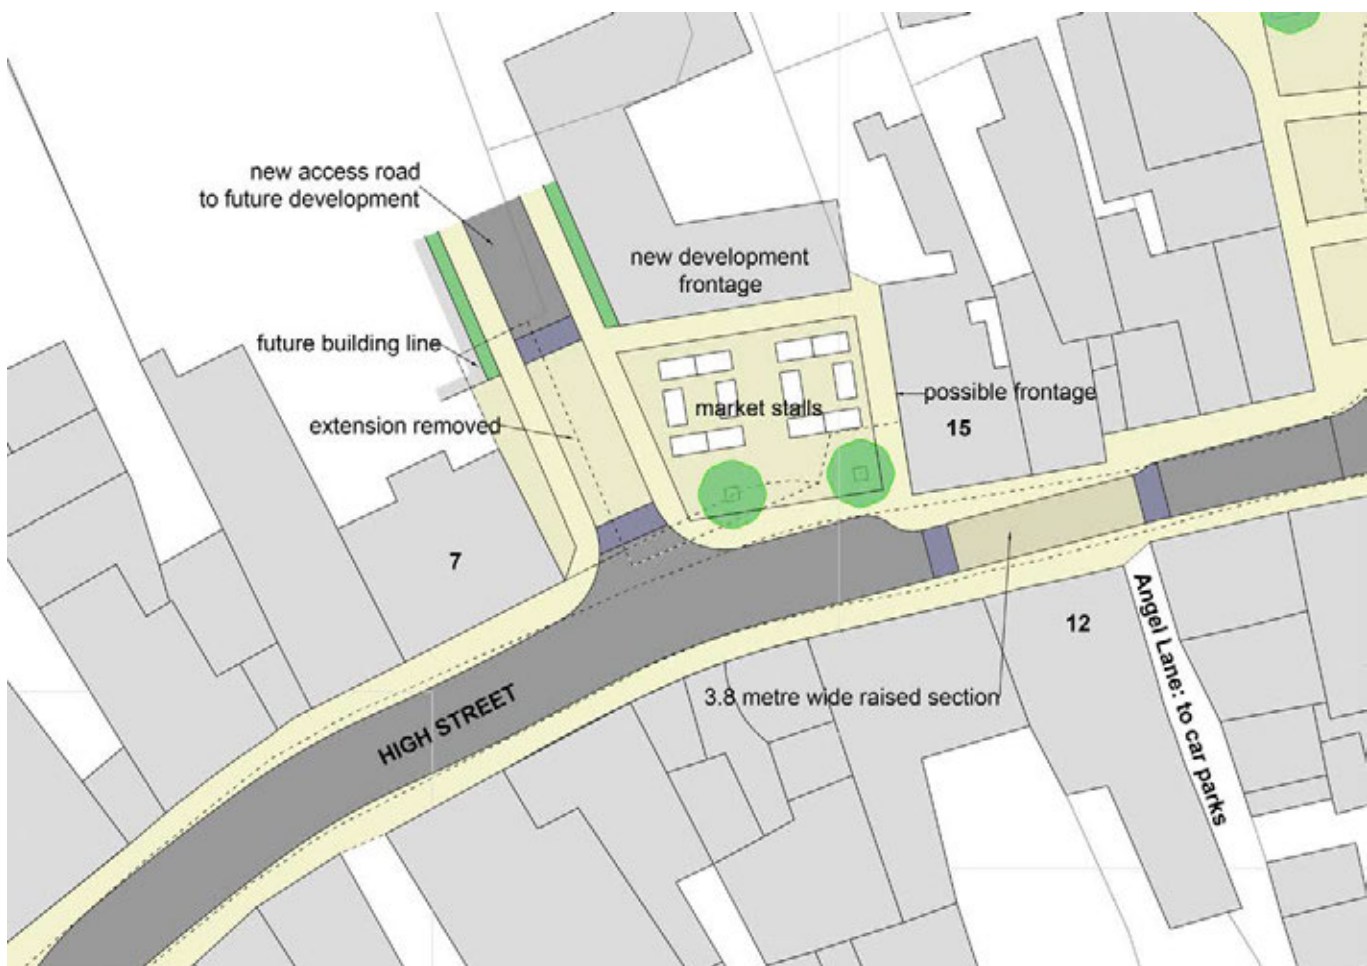 new access road
to future development
new development
frontage
future building line
extension removed
market stalls
possible frontage
15
7
12
3.8 metre wide raised section
HIGH STREET
Angel Lane: to car parks